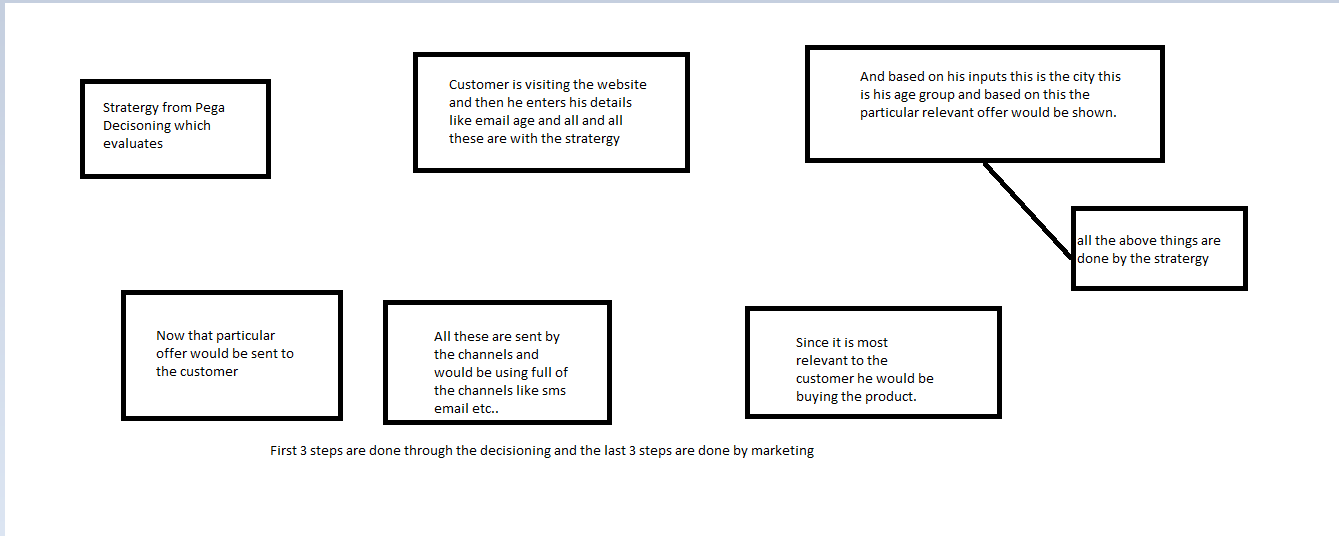 Stratergy from Pega
Decisoning which
evaluates
Customer is visiting the website
and then he enters his details
like email age and all and all
these are with the stratergy
And based on his inputs this is the city this
is his age group and based on this the
particular relevant offer would be shown.
all the above things are
done by the stratergy
Now that particular
offer would be sent to
the customer
All these are sent by
the channels and
would be using full of
the channels like sms
email etc..
Since it is most
relevant to the
customer he would be
buying the product.
First 3 steps are done through the decisioning and the last 3 steps are done by marketing